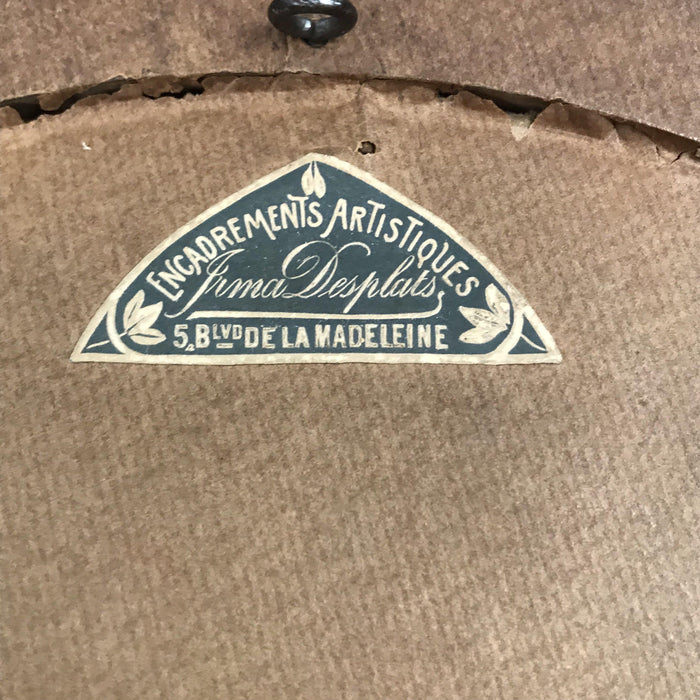 ENCADREMENTS ARTISTIQUES
Irma Desplats
5, BLVD DE LA MADELEINE